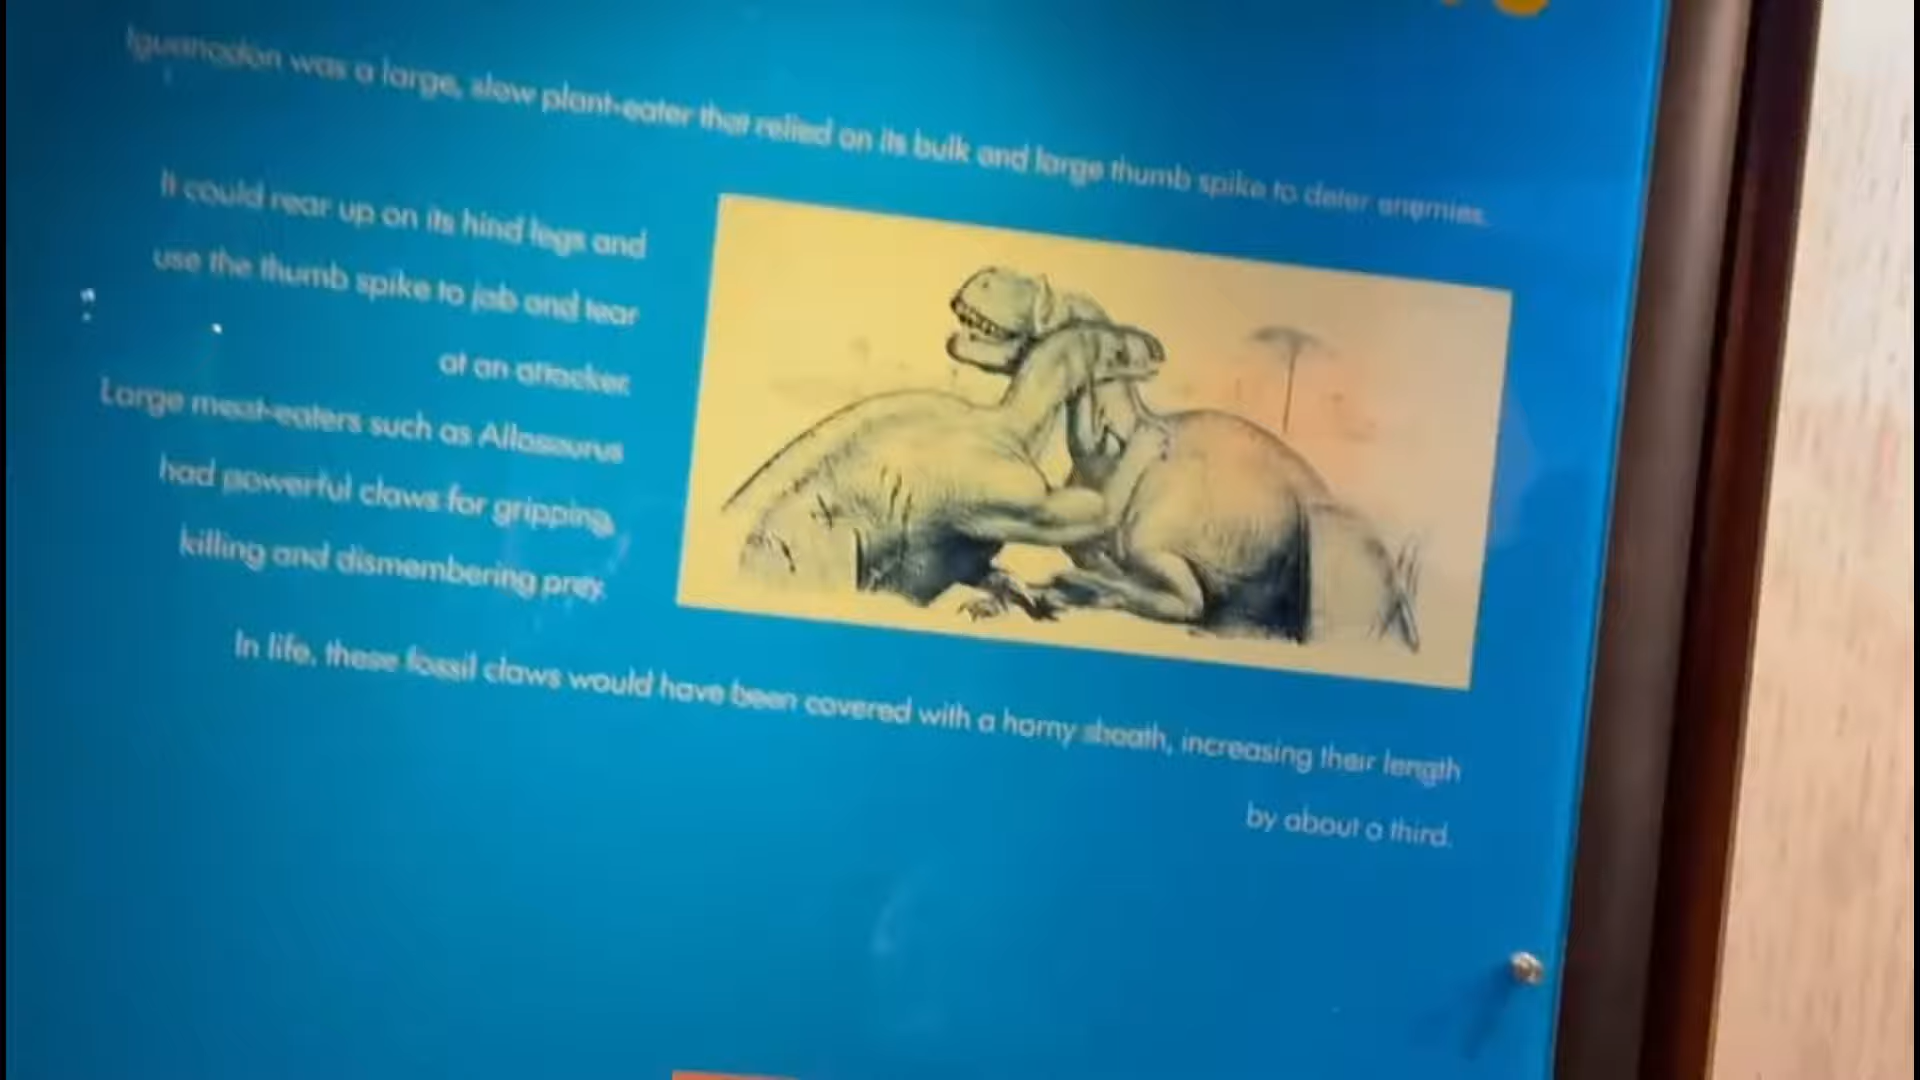 Iguanodon was a large, slow plant-eater that relied on its bulk and large thumb spike to deter enemies.
It could rear up on its hind legs and
use the thumb spike to jab and tear
at an attacker.
Large meat-eaters such as Allosaurus
had powerful claws for gripping,
killing and dismembering prey.
In life, these fossil claws would have been covered with a horny sheath, increasing their length
by about a third.